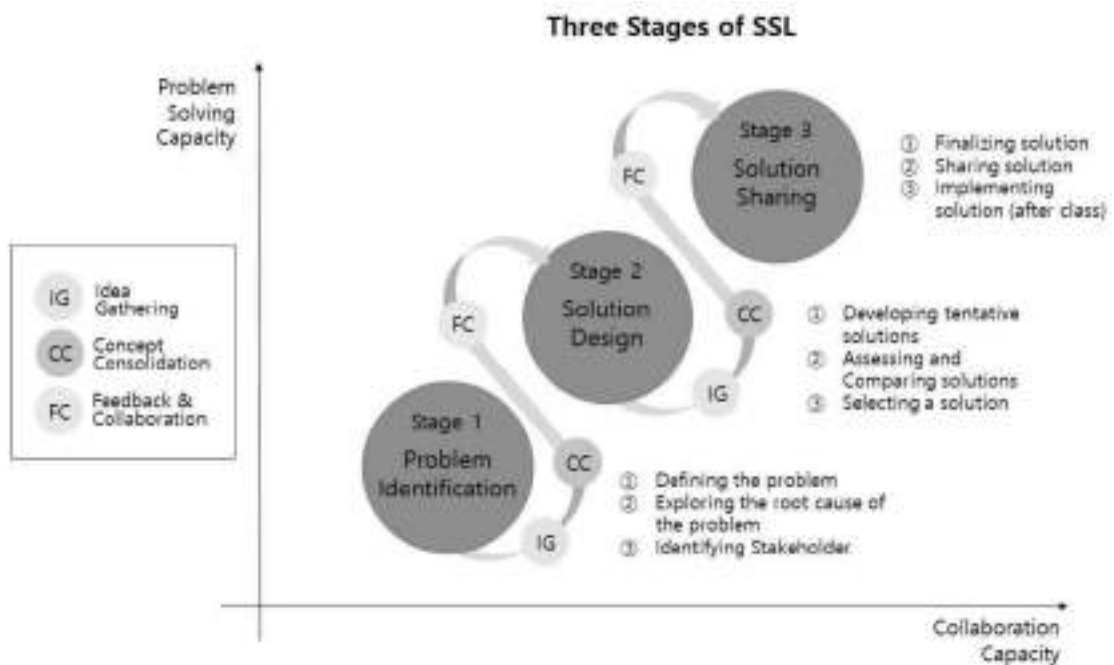 Three Stages of SSL
Problem
Solving
Capacity
Stage 3
Solution
Sharing
FC
① Finalizing solution
② Sharing solution
③ Implementing
solution (after class)
IG
Idea
Gathering
CC
Concept
Consolidation
FC
Feedback &
Collaboration
Stage 2
Solution
Design
FC
CC
IG
① Developing tentative
solutions
② Assessing and
Comparing solutions
③ Selecting a solution
Stage 1
Problem
Identification
CC
IG
① Defining the problem
② Exploring the root cause of
the problem
③ Identifying Stakeholder
Collaboration
Capacity